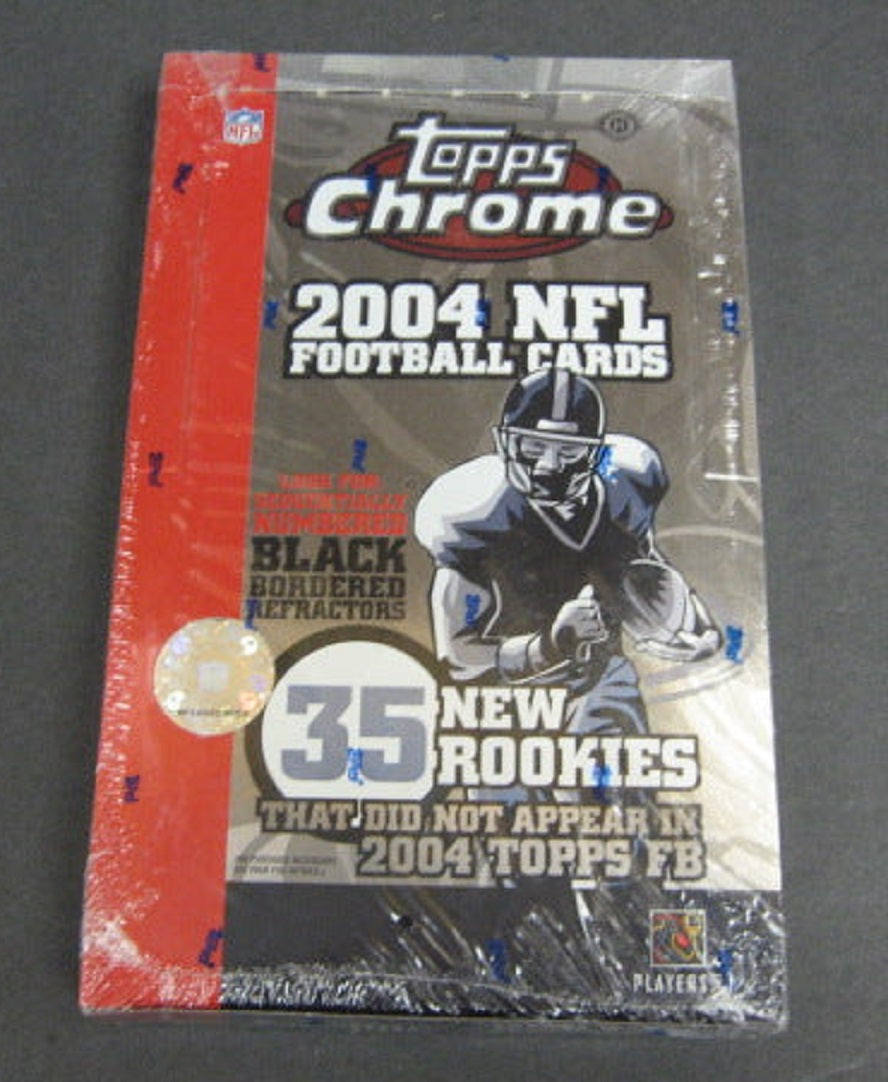 NFL
H
topps
Chrome
2004 NFL
FOOTBALL CARDS
LOOK FOR
SEQUENTIALLY
NUMBERED
BLACK
BORDERED
REFRACTORS
35 NEW
ROOKIES
THAT DID NOT APPEAR IN
2004 TOPPS FB
PLAYERS